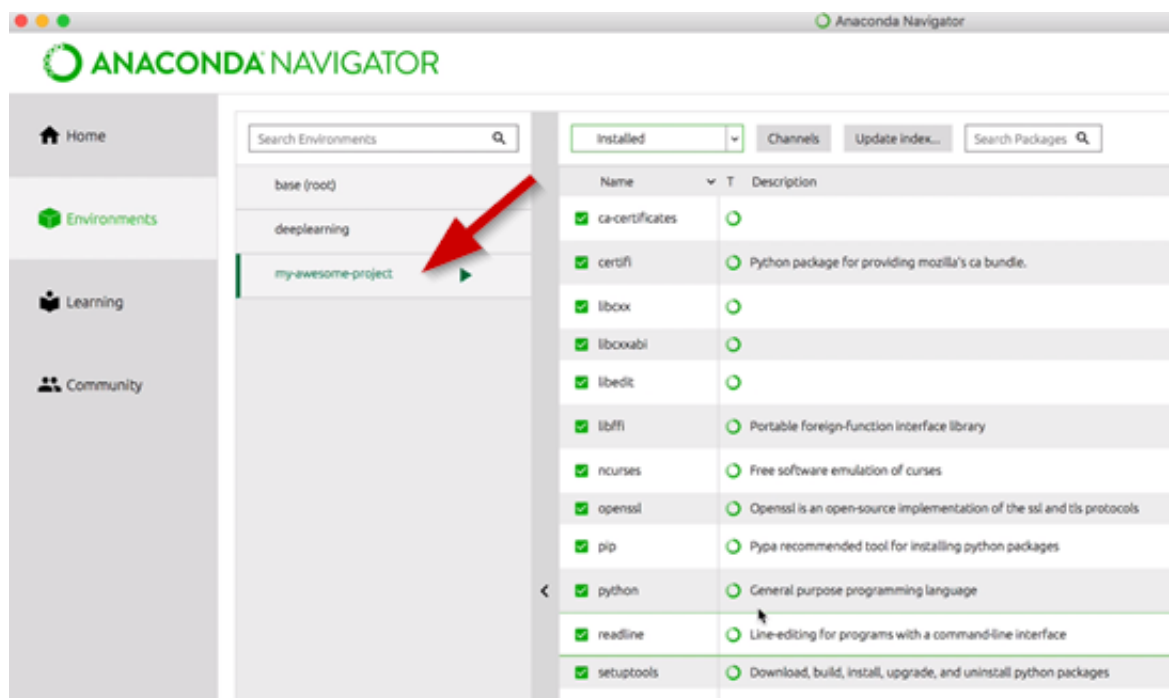 Anaconda Navigator
ANACONDA NAVIGATOR
Home
Environments
Learning
Community
Search Environments
base (root)
deeplearning
my-awesome-project
Installed
Channels
Update index...
Search Packages
Name T Description
ca-certificates
certifi Python package for providing mozilla's ca bundle.
libcxx
libcxxabi
libedit
libffi Portable foreign-function interface library
ncurses Free software emulation of curses
openssl Openssl is an open-source implementation of the ssl and tls protocols
pip Pypa recommended tool for installing python packages
python General purpose programming language
readline Line-editing for programs with a command-line interface
setuptools Download, build, install, upgrade, and uninstall python packages